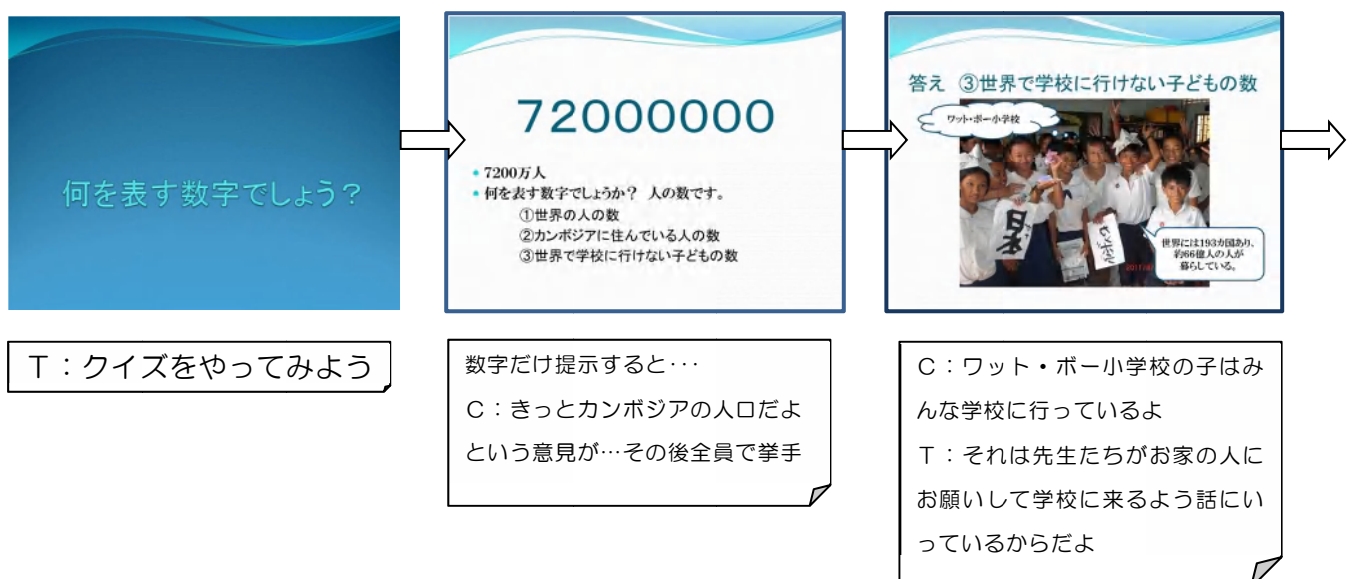 何を表す数字でしょう？
T：クイズをやってみよう
72000000
• 7200万人
• 何を表す数字でしょうか？ 人の数です。
①世界の人の数
②カンボジアに住んでいる人の数
③世界で学校に行けない子どもの数
数字だけ提示すると･･･
C：きっとカンボジアの人口だよ
という意見が…その後全員で挙手
答え ③世界で学校に行けない子どもの数
ワット・ボー小学校
日本
世界には193カ国あり、
約66億人の人が
暮らしている。
C：ワット・ボー小学校の子はみ
んな学校に行っているよ
T：それは先生たちがお家の人に
お願いして学校に来るよう話にい
っているからだよ